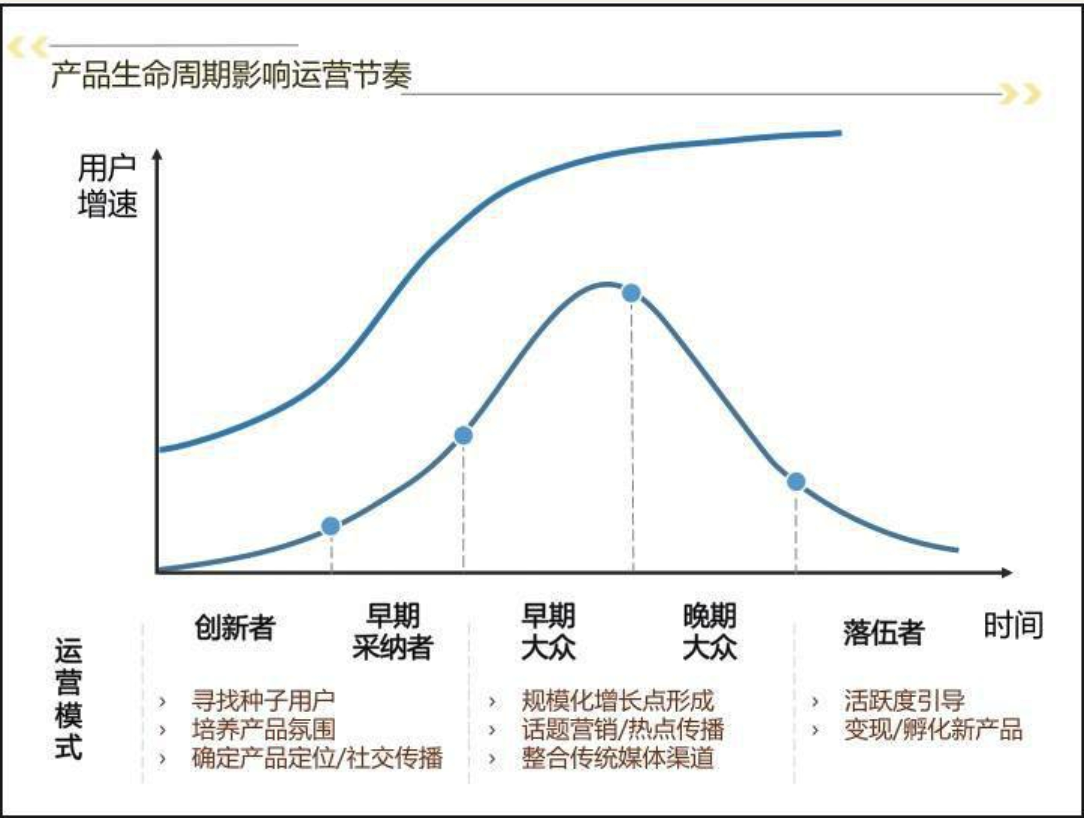 产品生命周期影响运营节奏
用户
增速
创新者
早期
采纳者
早期
大众
晚期
大众
落伍者
时间
运
营
模
式
› 寻找种子用户
› 培养产品氛围
› 确定产品定位/社交传播
› 规模化增长点形成
› 话题营销/热点传播
› 整合传统媒体渠道
› 活跃度引导
› 变现/孵化新产品